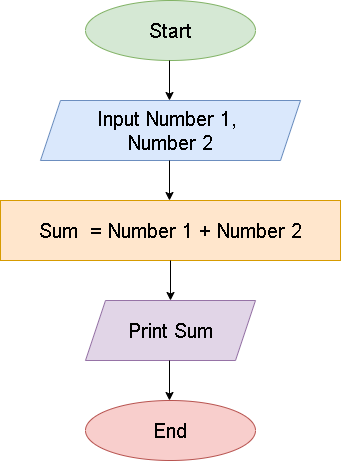 Start
Input Number 1,
Number 2
Sum  = Number 1 + Number 2
Print Sum
End